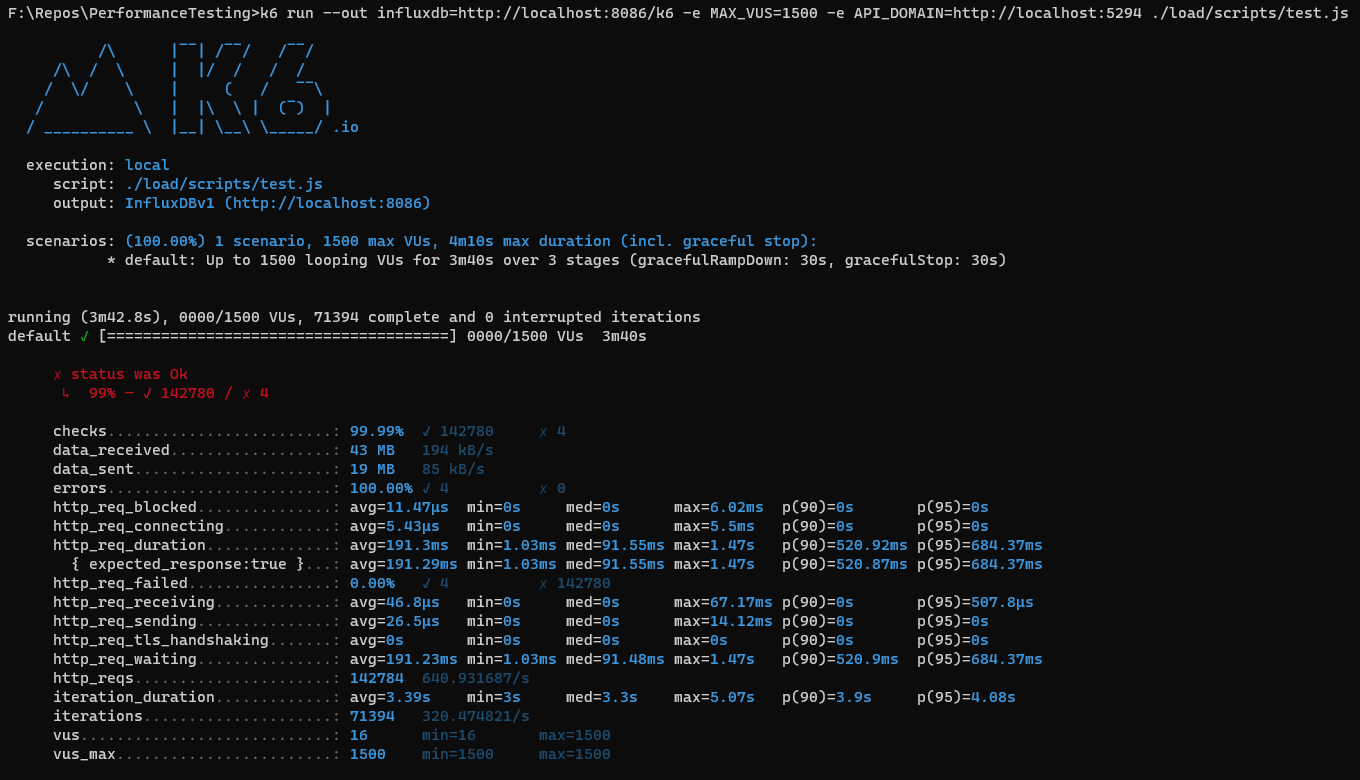 F:\Repos\PerformanceTesting>k6 run --out influxdb=http://localhost:8086/k6 -e MAX_VUS=1500 -e API_DOMAIN=http://localhost:5294 ./load/scripts/test.js
          /\      |‾‾| /‾‾/   /‾‾/
     /\  /  \     |  |/  /   /  /
    /  \/    \    |     (   /   ‾‾\
   /          \   |  |\  \ |  (‾)  |
  / __________ \  |__| \__\ \_____/ .io
execution: local
script: ./load/scripts/test.js
output: InfluxDBv1 (http://localhost:8086)
scenarios: (100.00%) 1 scenario, 1500 max VUs, 4m10s max duration (incl. graceful stop):
* default: Up to 1500 looping VUs for 3m40s over 3 stages (gracefulRampDown: 30s, gracefulStop: 30s)
running (3m42.8s), 0000/1500 VUs, 71394 complete and 0 interrupted iterations
default ✓ [======================================] 0000/1500 VUs  3m40s
✗ status was Ok
↳  99% — ✓ 142780 / ✗ 4
checks.........................: 99.99%  ✓ 142780     ✗ 4
data_received..................: 43 MB   194 kB/s
data_sent......................: 19 MB   85 kB/s
errors.........................: 100.00% ✓ 4          ✗ 0
http_req_blocked...............: avg=11.47µs  min=0s     med=0s      max=6.02ms  p(90)=0s       p(95)=0s
http_req_connecting............: avg=5.43µs   min=0s     med=0s      max=5.5ms   p(90)=0s       p(95)=0s
http_req_duration..............: avg=191.3ms  min=1.03ms med=91.55ms max=1.47s   p(90)=520.92ms p(95)=684.37ms
{ expected_response:true }...: avg=191.29ms min=1.03ms med=91.55ms max=1.47s   p(90)=520.87ms p(95)=684.37ms
http_req_failed................: 0.00%   ✓ 4          ✗ 142780
http_req_receiving.............: avg=46.8µs   min=0s     med=0s      max=67.17ms p(90)=0s       p(95)=507.8µs
http_req_sending...............: avg=26.5µs   min=0s     med=0s      max=14.12ms p(90)=0s       p(95)=0s
http_req_tls_handshaking.......: avg=0s       min=0s     med=0s      max=0s      p(90)=0s       p(95)=0s
http_req_waiting...............: avg=191.23ms min=1.03ms med=91.48ms max=1.47s   p(90)=520.9ms  p(95)=684.37ms
http_reqs......................: 142784  640.931687/s
iteration_duration.............: avg=3.39s    min=3s     med=3.3s    max=5.07s   p(90)=3.9s     p(95)=4.08s
iterations.....................: 71394   320.474821/s
vus............................: 16      min=16       max=1500
vus_max........................: 1500    min=1500     max=1500